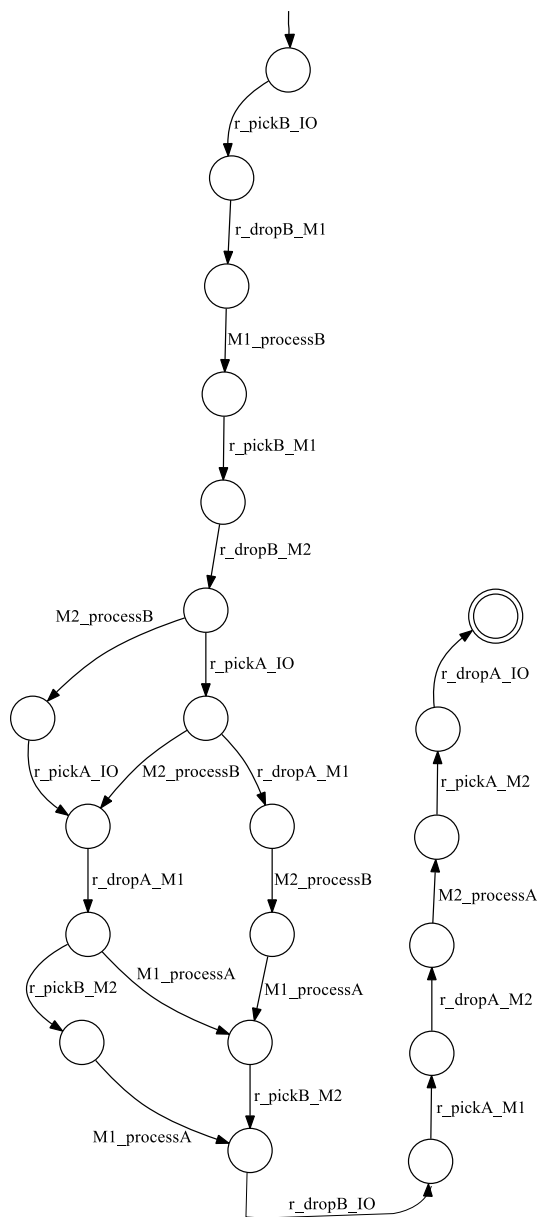 r_pickB_IO
r_dropB_M1
M1_processB
r_pickB_M1
r_dropB_M2
M2_processB
r_pickA_IO
r_pickA_IO
M2_processB
r_dropA_M1
r_dropA_M1
M2_processB
r_pickB_M2
M1_processA
M1_processA
r_pickB_M2
M1_processA
r_dropB_IO
r_pickA_M1
r_dropA_M2
M2_processA
r_pickA_M2
r_dropA_IO